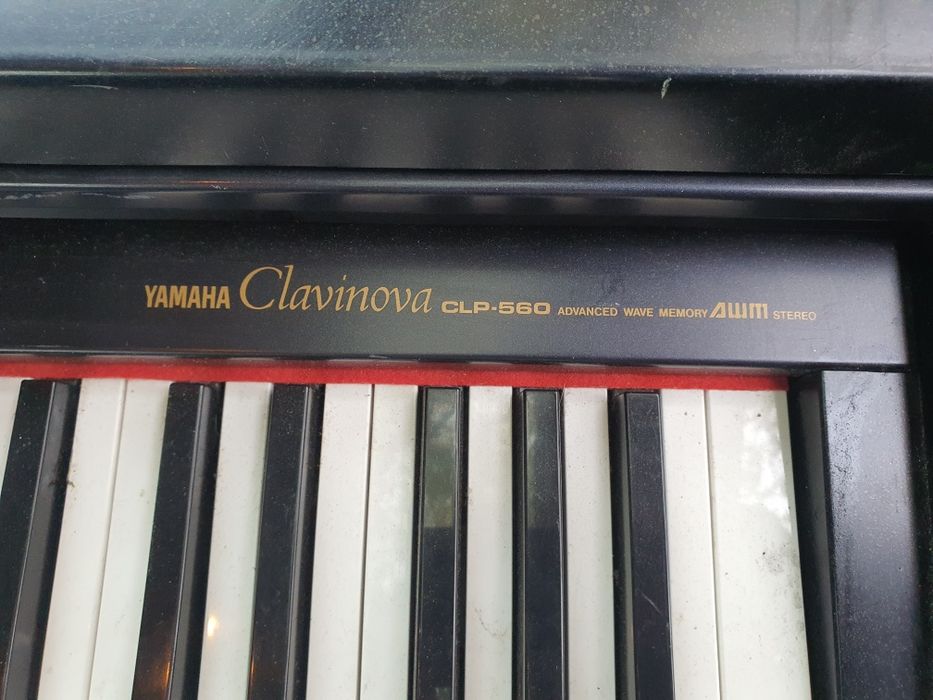 YAMAHA Clavinova CLP-560 ADVANCED WAVE MEMORY AWM STEREO